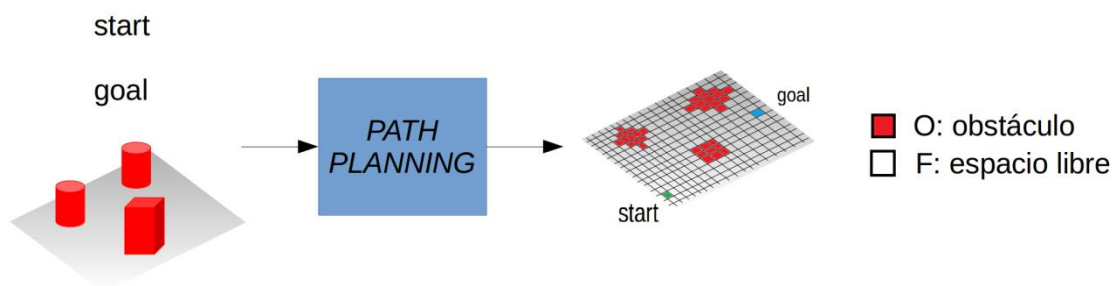 start
goal
PATH
PLANNING
goal
start
O: obstáculo
F: espacio libre